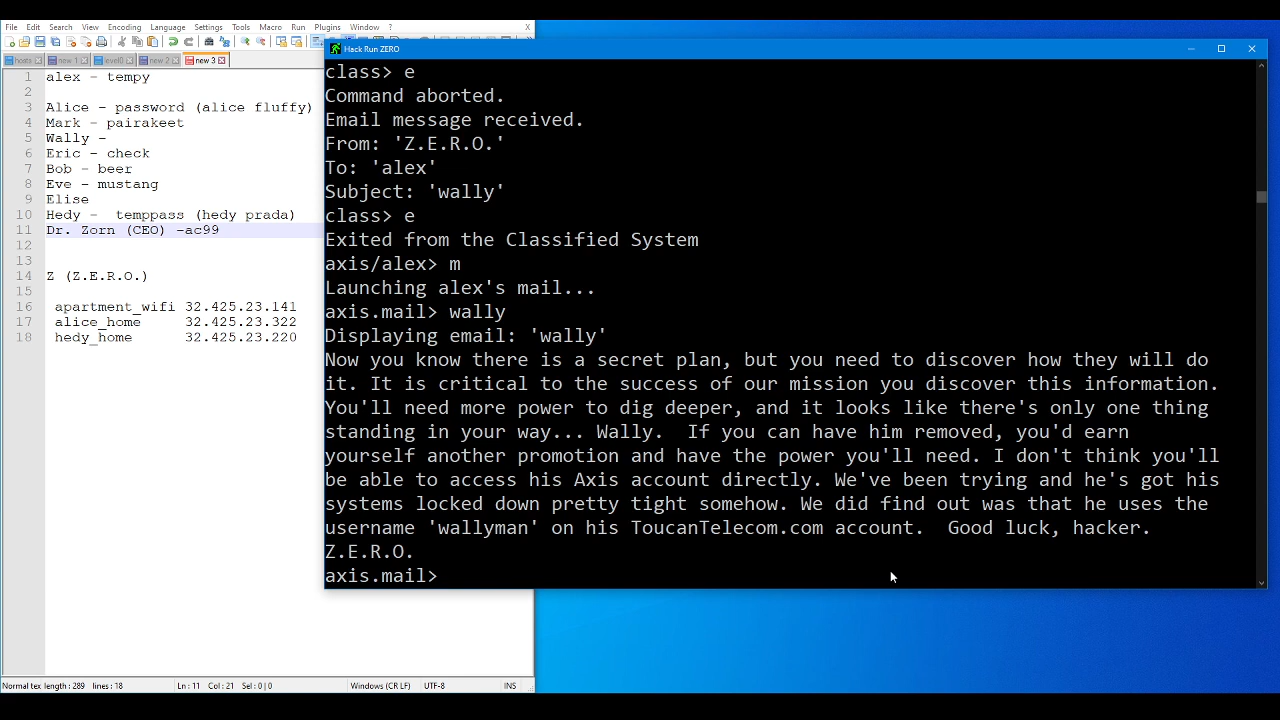 File Edit Search View Encoding Language Settings Tools Macro Run Plugins Window ? X
new 1 level0 new 2 new 3
1 alex - tempy
2
3 Alice - password (alice fluffy)
4 Mark - pairakeet
5 Wally -
6 Eric - check
7 Bob - beer
8 Eve - mustang
9 Elise
10 Hedy -  temppass (hedy prada)
11 Dr. Zorn (CEO) -ac99
12
13
14 Z (Z.E.R.O.)
15
16 apartment_wifi 32.425.23.141
17 alice_home 32.425.23.322
18 hedy_home 32.425.23.220
Normal tex length : 289 lines : 18 Ln : 11 Col : 21 Sel : 0 | 0 Windows (CR LF) UTF-8 INS
Hack Run ZERO
class> e
Command aborted.
Email message received.
From: 'Z.E.R.O.'
To: 'alex'
Subject: 'wally'
class> e
Exited from the Classified System
axis/alex> m
Launching alex's mail...
axis.mail> wally
Displaying email: 'wally'
Now you know there is a secret plan, but you need to discover how they will do
it. It is critical to the success of our mission you discover this information.
You'll need more power to dig deeper, and it looks like there's only one thing
standing in your way... Wally.  If you can have him removed, you'd earn
yourself another promotion and have the power you'll need. I don't think you'll
be able to access his Axis account directly. We've been trying and he's got his
systems locked down pretty tight somehow. We did find out was that he uses the
username 'wallyman' on his ToucanTelecom.com account.  Good luck, hacker.
Z.E.R.O.
axis.mail>